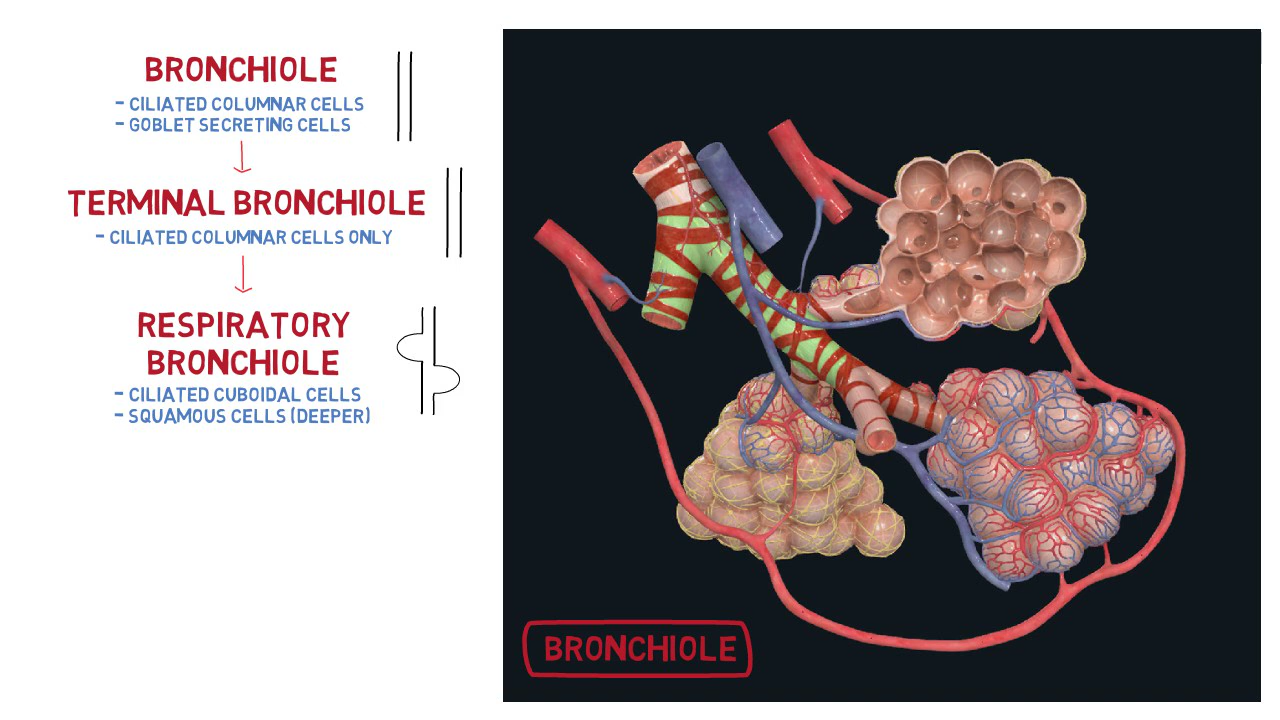 BRONCHIOLE
- CILIATED COLUMNAR CELLS
- GOBLET SECRETING CELLS
TERMINAL BRONCHIOLE
- CILIATED COLUMNAR CELLS ONLY
RESPIRATORY
BRONCHIOLE
- CILIATED CUBOIDAL CELLS
- SQUAMOUS CELLS (DEEPER)
BRONCHIOLE